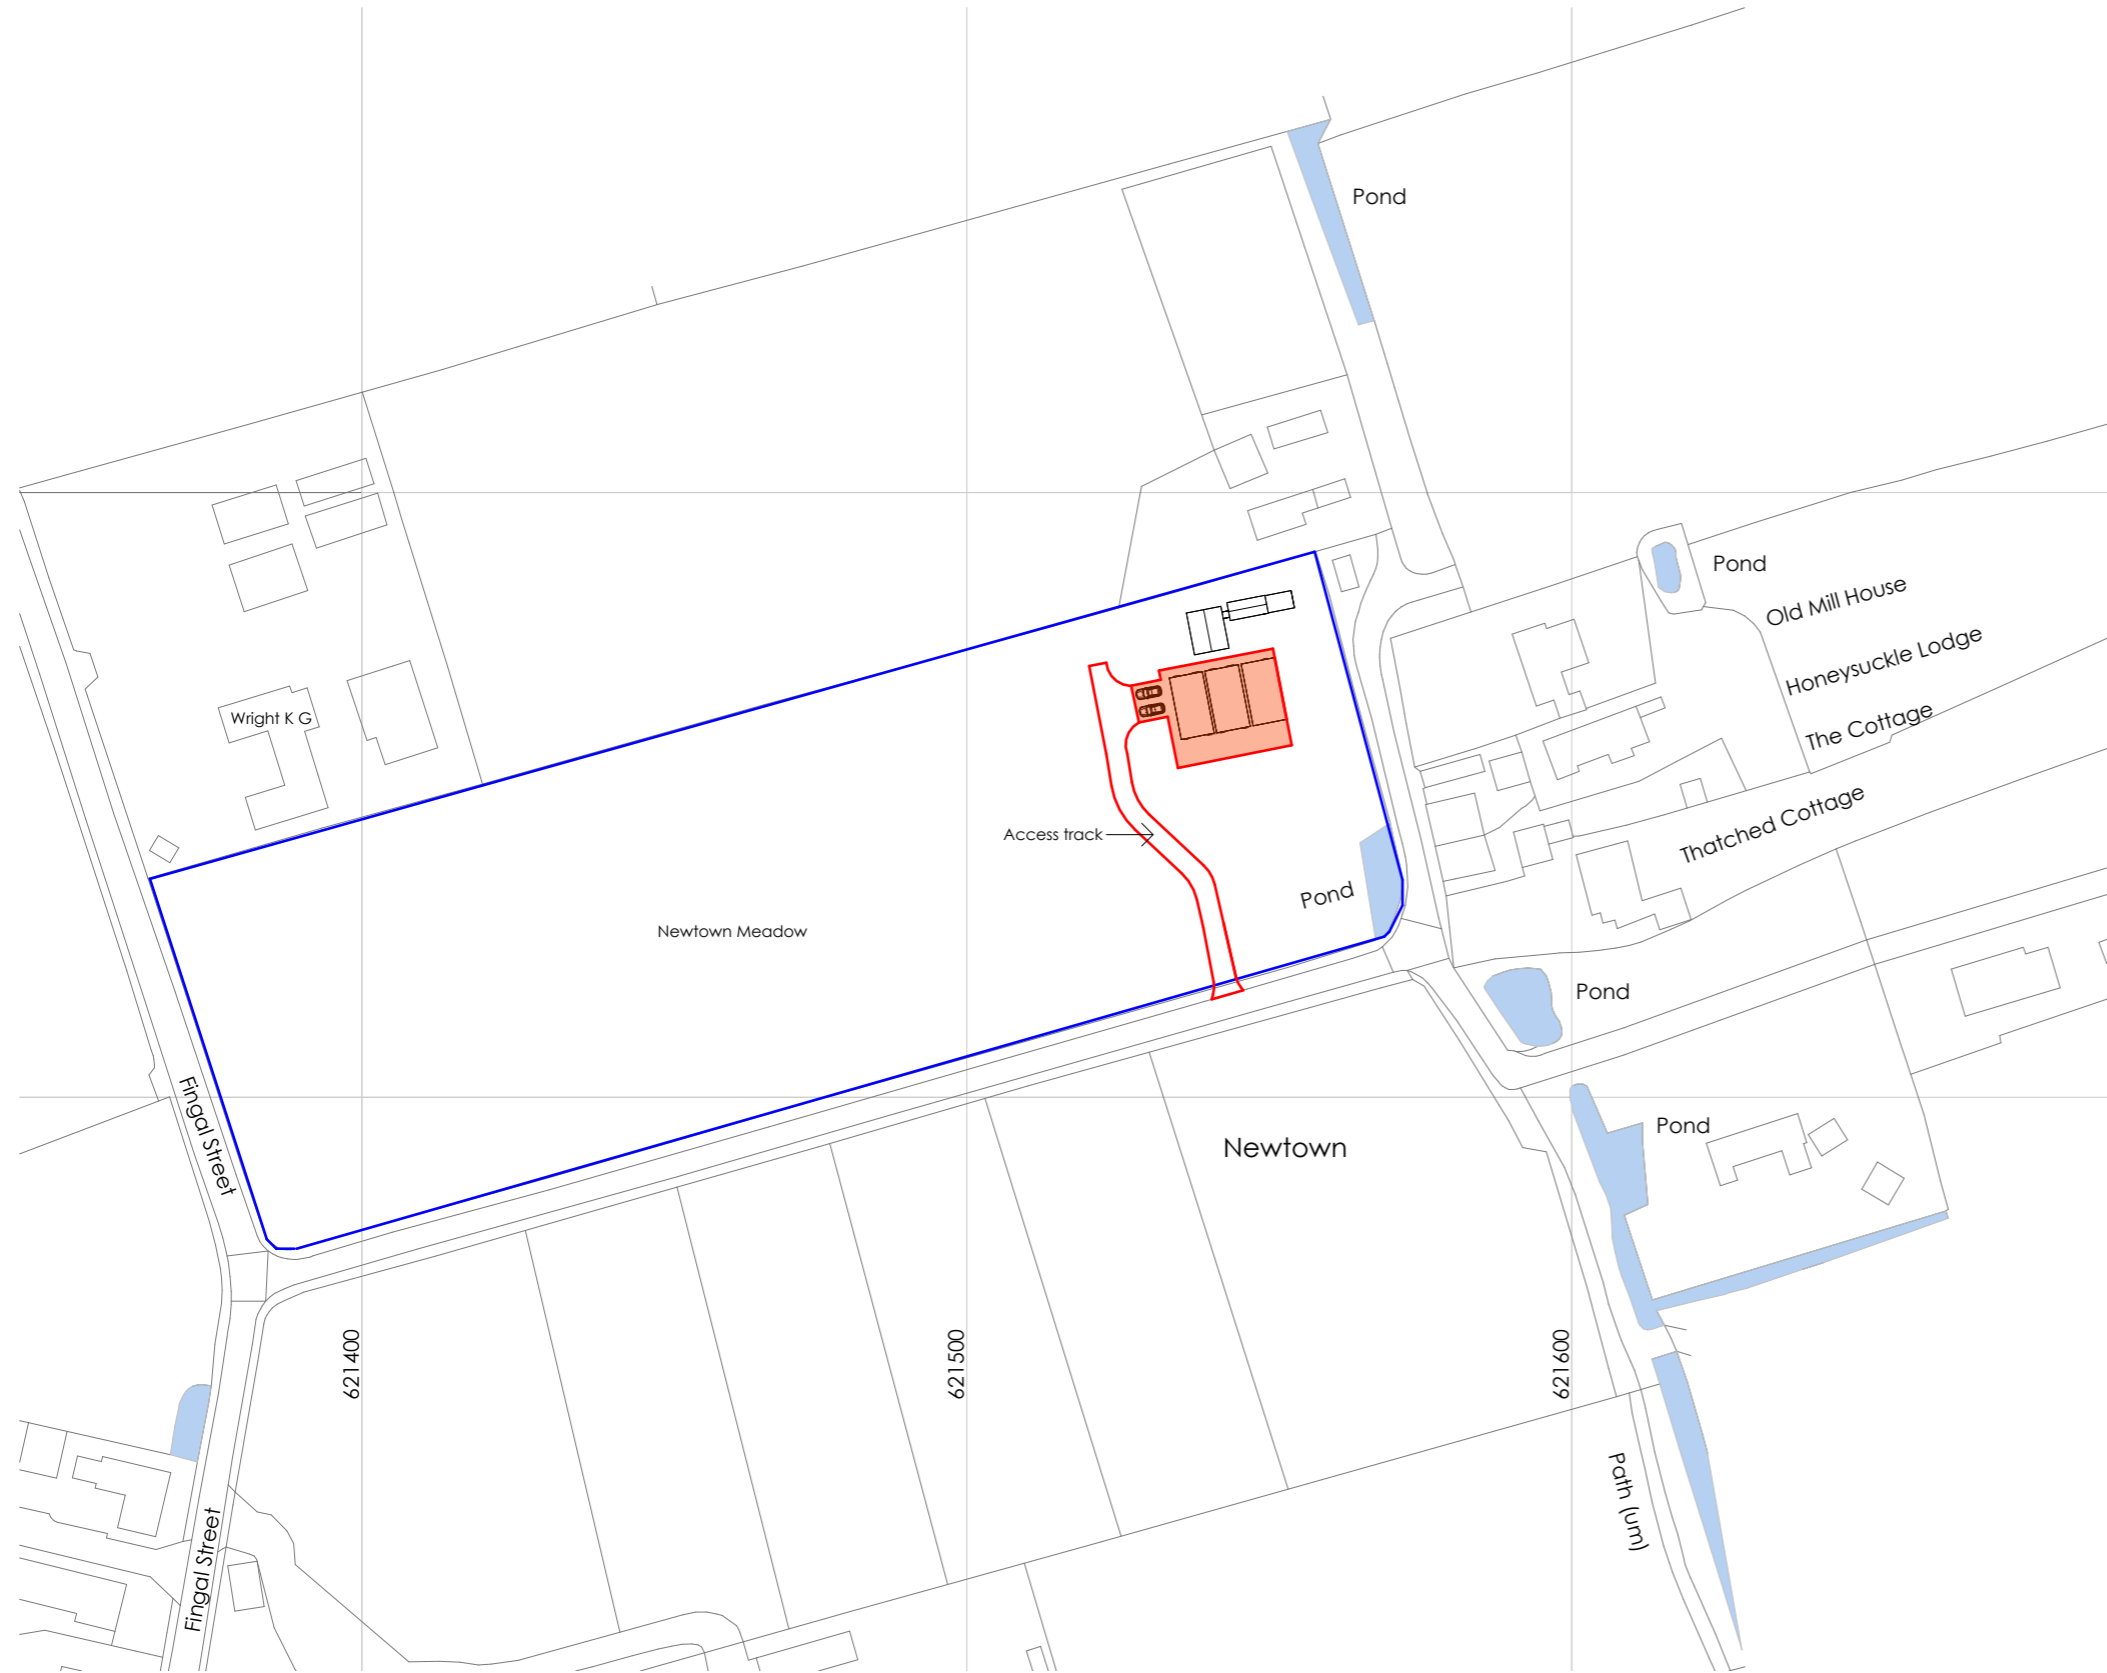 Pond
Pond
Old Mill House
Honeysuckle Lodge
The Cottage
Wright K G
Thatched Cottage
Access track
Pond
Newtown Meadow
Pond
Fingal Street
Pond
Newtown
621400
621500
621600
Path (um)
Fingal Street